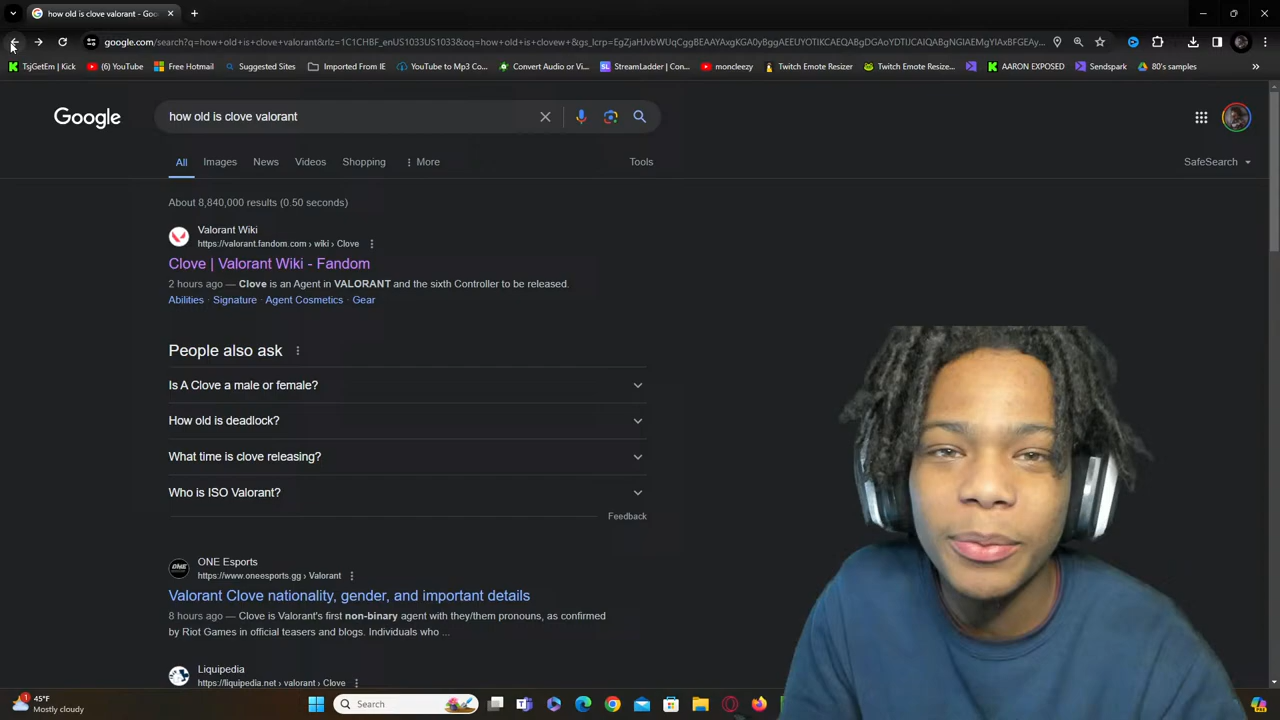 how old is clove valorant - Goo
google.com/search?q=how+old+is+clove+valorant&rlz=1C1CHBF_enUS1033US1033&oq=how+old+is+clovew+&gs_lcrp=EgZjaHJvbWUqCggBEAAYAxgKGA0yBggAEEUYOTIKCAEQABgDGAoYDTIJCAIQABgNGIAEMgYIAxBFGEAy...
TsjGetEm | Kick
(6) YouTube
Free Hotmail
Suggested Sites
Imported From IE
YouTube to Mp3 Co...
Convert Audio or Vi...
StreamLadder | Con...
moncleezy
Twitch Emote Resizer
Twitch Emote Resizer
AARON EXPOSED
Sendspark
80's samples
Google
how old is clove valorant
All
Images
News
Videos
Shopping
More
Tools
SafeSearch
About 8,840,000 results (0.50 seconds)
Valorant Wiki
https://valorant.fandom.com › wiki › Clove
Clove | Valorant Wiki - Fandom
2 hours ago — Clove is an Agent in VALORANT and the sixth Controller to be released.
Abilities · Signature · Agent Cosmetics · Gear
People also ask
Is A Clove a male or female?
How old is deadlock?
What time is clove releasing?
Who is ISO Valorant?
Feedback
ONE Esports
https://www.oneesports.gg › Valorant
Valorant Clove nationality, gender, and important details
8 hours ago — Clove is Valorant's first non-binary agent with they/them pronouns, as confirmed
by Riot Games in official teasers and blogs. Individuals who ...
Liquipedia
https://liquipedia.net › valorant › Clove
1
45°F
Mostly cloudy
Search